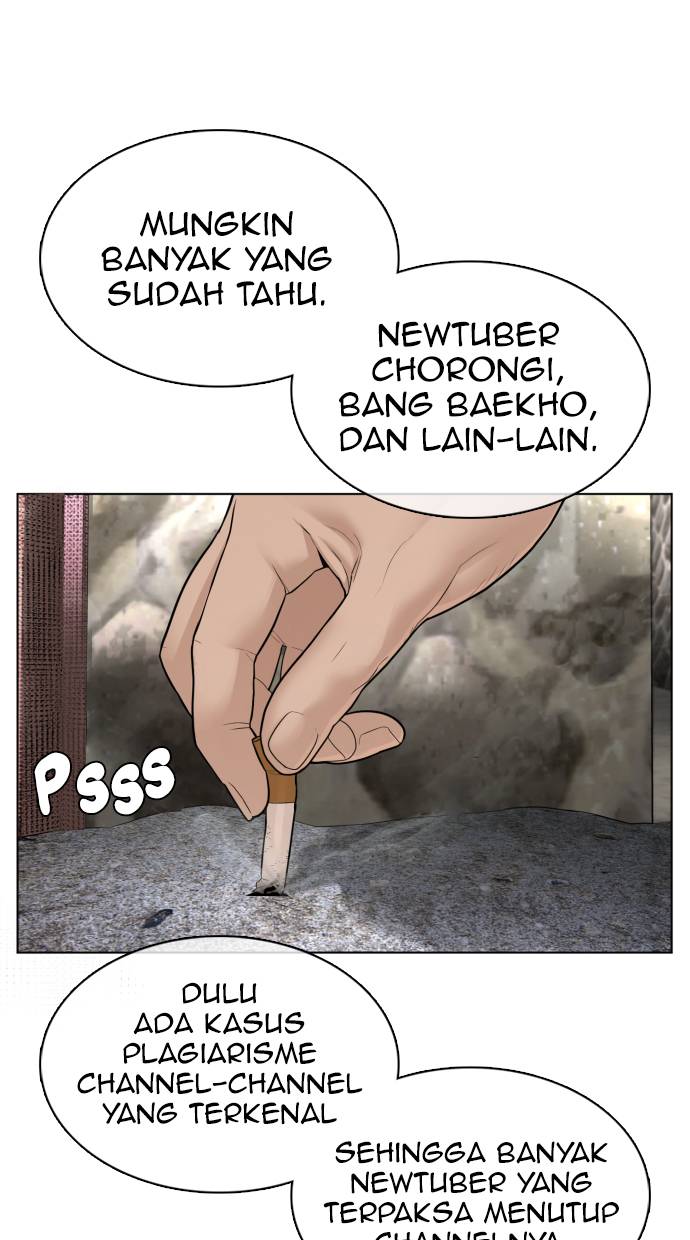 MUNGKIN
BANYAK YANG
SUDAH TAHU.
NEWTUBER
CHORONGI,
BANG BAEKHO,
DAN LAIN-LAIN.
PSSS
DULU
ADA KASUS
PLAGIARISME
CHANNEL-CHANNEL
YANG TERKENAL
SEHINGGA BANYAK
NEWTUBER YANG
TERPAKSA MENUTUP
CHANNELNYA